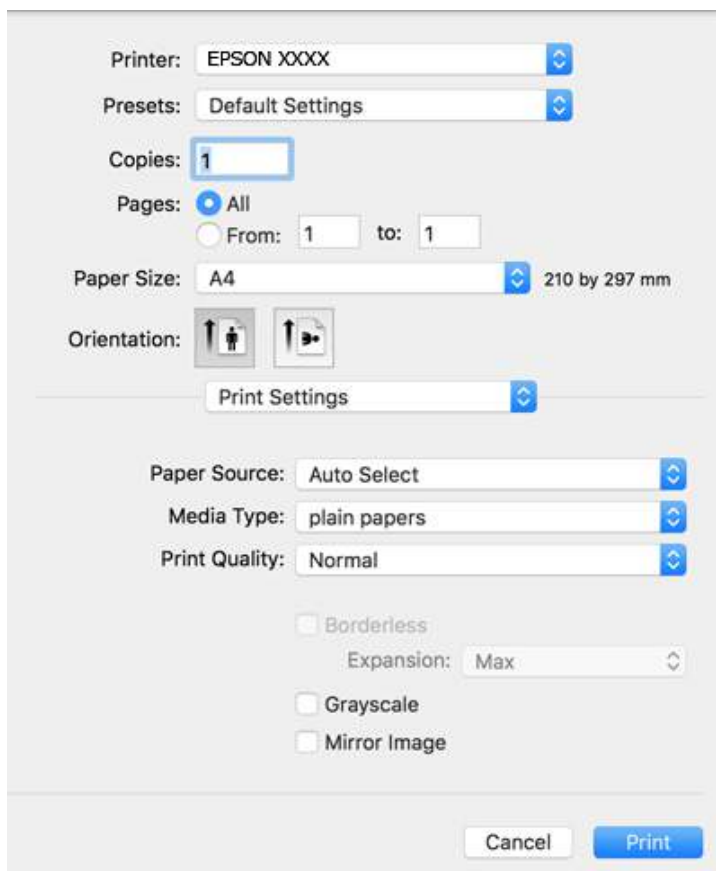 Printer: EPSON XXXX
Presets: Default Settings
Copies: 1
Pages: All
From: 1 to: 1
Paper Size: A4 210 by 297 mm
Orientation:
Print Settings
Paper Source: Auto Select
Media Type: plain papers
Print Quality: Normal
Borderless
Expansion: Max
Grayscale
Mirror Image
Cancel Print